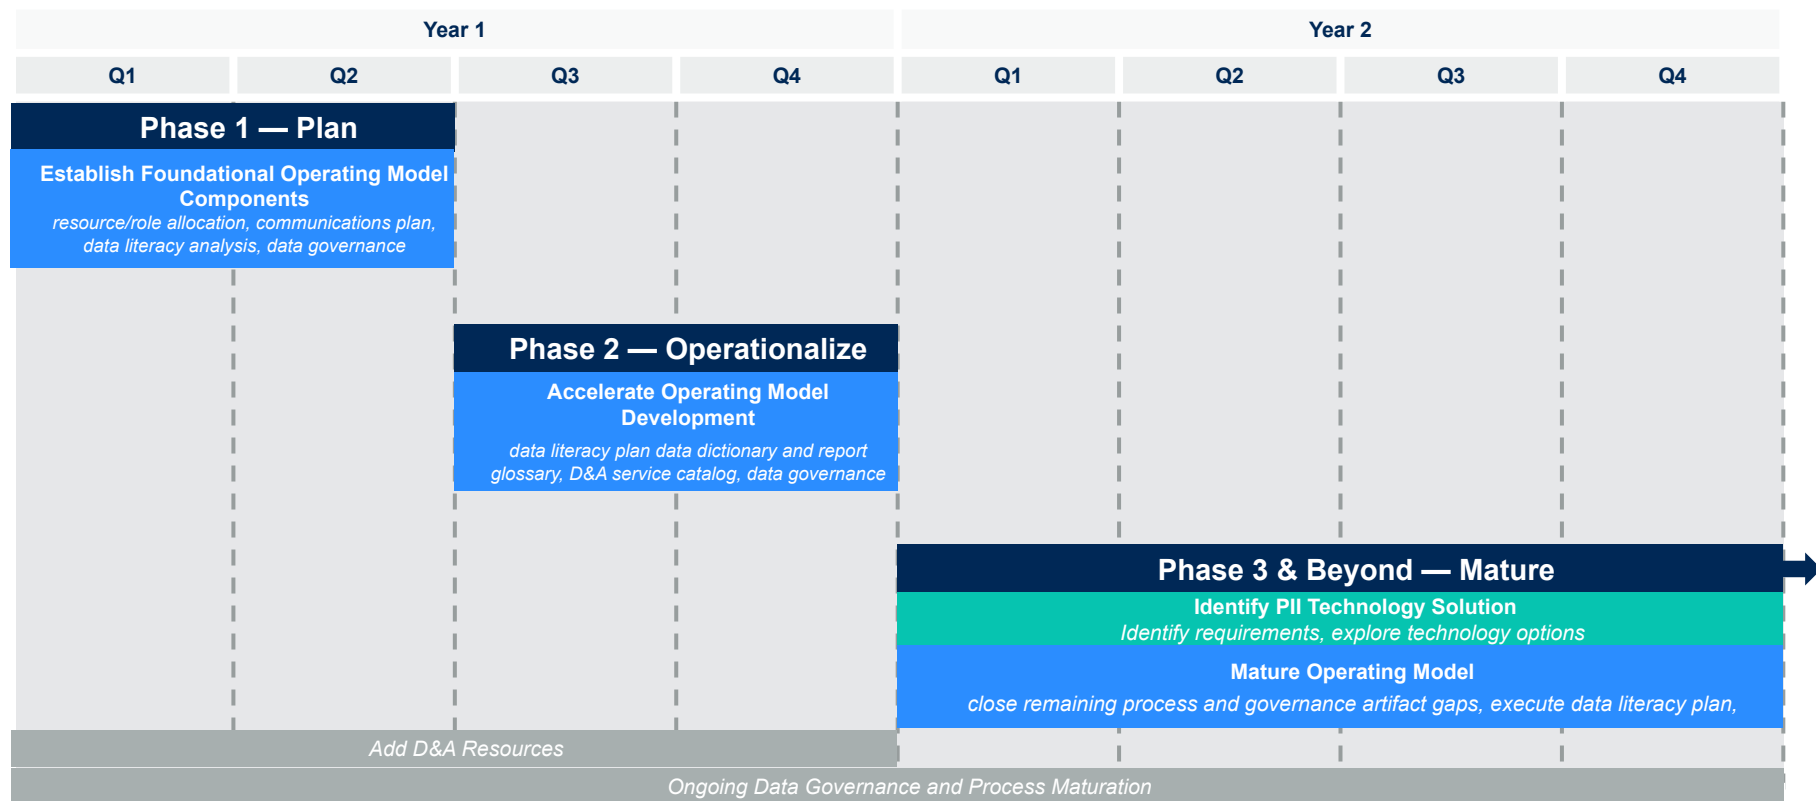 Year 1
Year 2
Q1
Q2
Q3
Q4
Q1
Q2
Q3
Q4
Phase 1 — Plan
Establish Foundational Operating Model
Components
resource/role allocation, communications plan,
data literacy analysis, data governance
Phase 2 — Operationalize
Accelerate Operating Model
Development
data literacy plan data dictionary and report
glossary, D&A service catalog, data governance
Phase 3 & Beyond — Mature
Identify PII Technology Solution
Identify requirements, explore technology options
Mature Operating Model
close remaining process and governance artifact gaps, execute data literacy plan,
Add D&A Resources
Ongoing Data Governance and Process Maturation